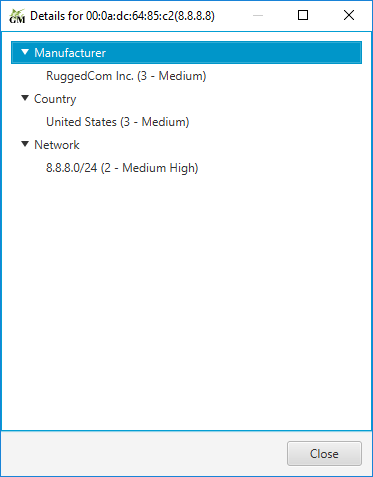 GM Details for 00:0a:dc:64:85:c2(8.8.8.8)
Manufacturer
RuggedCom Inc. (3 - Medium)
Country
United States (3 - Medium)
Network
8.8.8.0/24 (2 - Medium High)
Close